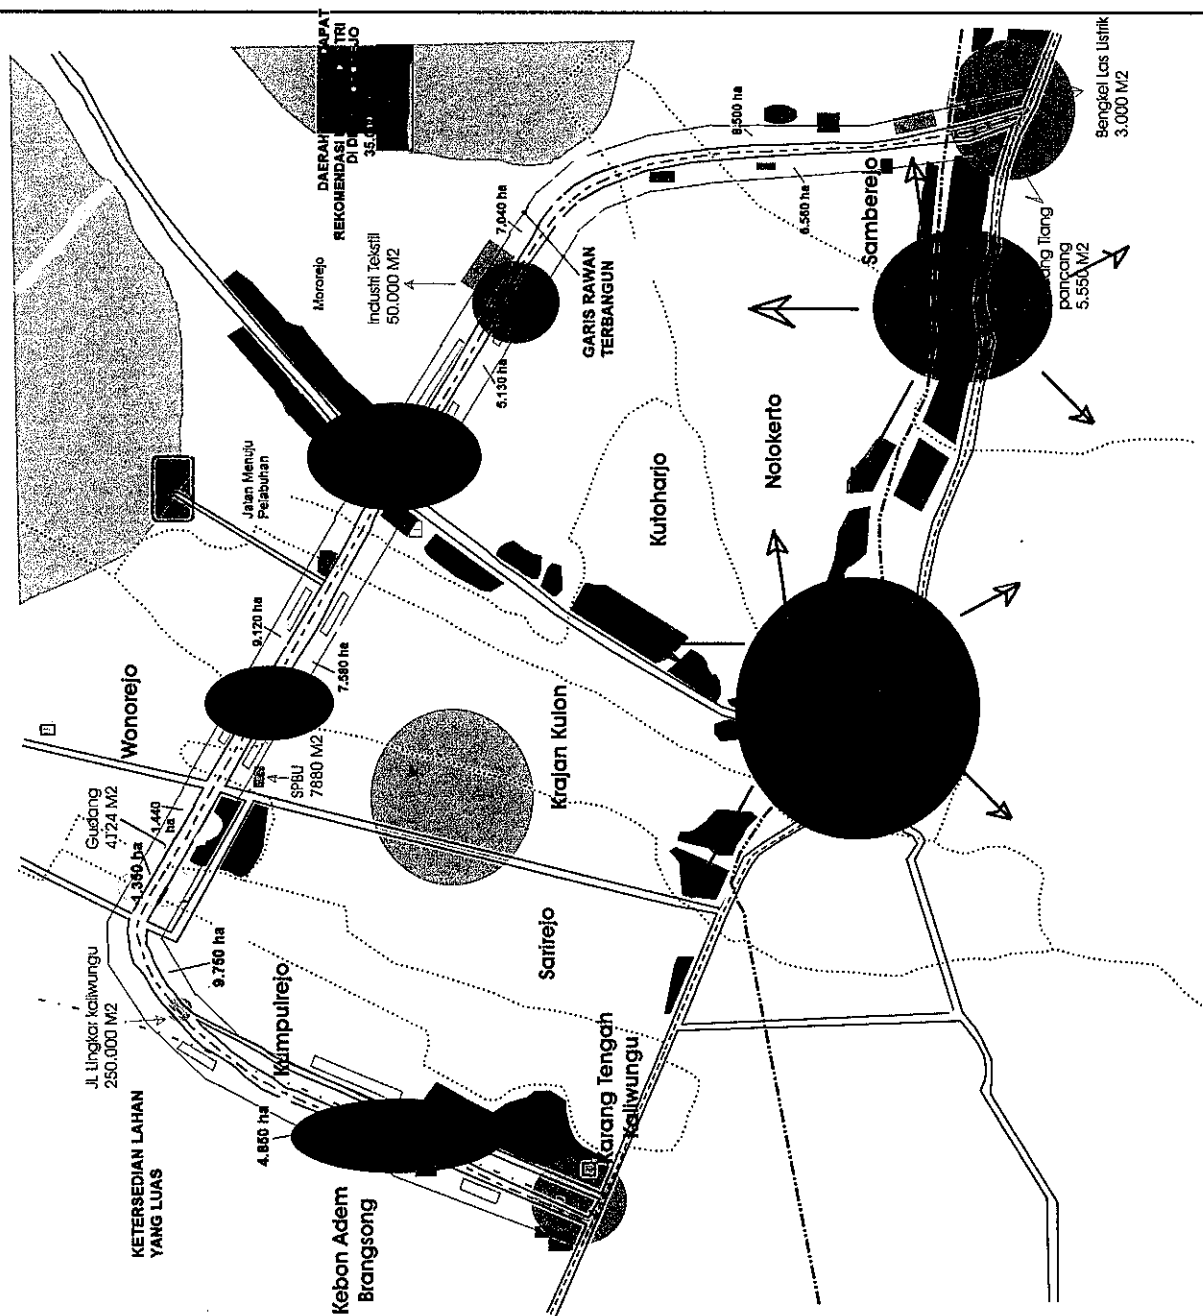 KETERSEDIAN LAHAN
YANG LUAS
JL Lingkar kaliwungu
250.000 M2
Gudang
4124 M2
Wonorejo
1.440
ha
4.350 ha
9.750 ha
SPBU
7880 M2
9.120 ha
7.580 ha
Jalan Menuju
Pelabuhan
Mororejo
Industri Tekstil
50.000 M2
DAERAH
REKOMENDASI
7.040 ha
5.130 ha
GARIS RAWAN
TERBANGUN
8.500 ha
6.560 ha
Bengkel Las Listrik
3.000 M2
Samberejo
Tiang
pancang
5.550 M2
Nolokerto
Kutoharjo
Krajan Kulon
Sarirejo
Kumpulrejo
4.850 ha
Kebon Adem
Brangsong
Karang Tengah
Kaliwungu